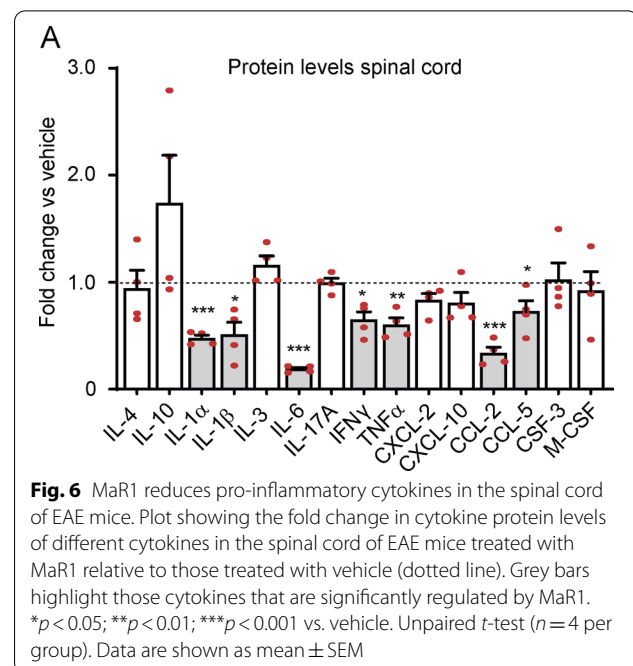 A
Protein levels spinal cord
Fold change vs vehicle
3.0
2.0
1.0
0
***
*
***
*
**
***
*
IL-4
IL-10
IL-1α
IL-1β
IL-3
IL-6
IL-17A
IFNγ
TNFα
CXCL-2
CXCL-10
CCL-2
CCL-5
CSF-3
M-CSF
Fig. 6 MaR1 reduces pro-inflammatory cytokines in the spinal cord
of EAE mice. Plot showing the fold change in cytokine protein levels
of different cytokines in the spinal cord of EAE mice treated with
MaR1 relative to those treated with vehicle (dotted line). Grey bars
highlight those cytokines that are significantly regulated by MaR1.
*p < 0.05; **p < 0.01; ***p < 0.001 vs. vehicle. Unpaired t-test (n = 4 per
group). Data are shown as mean ± SEM